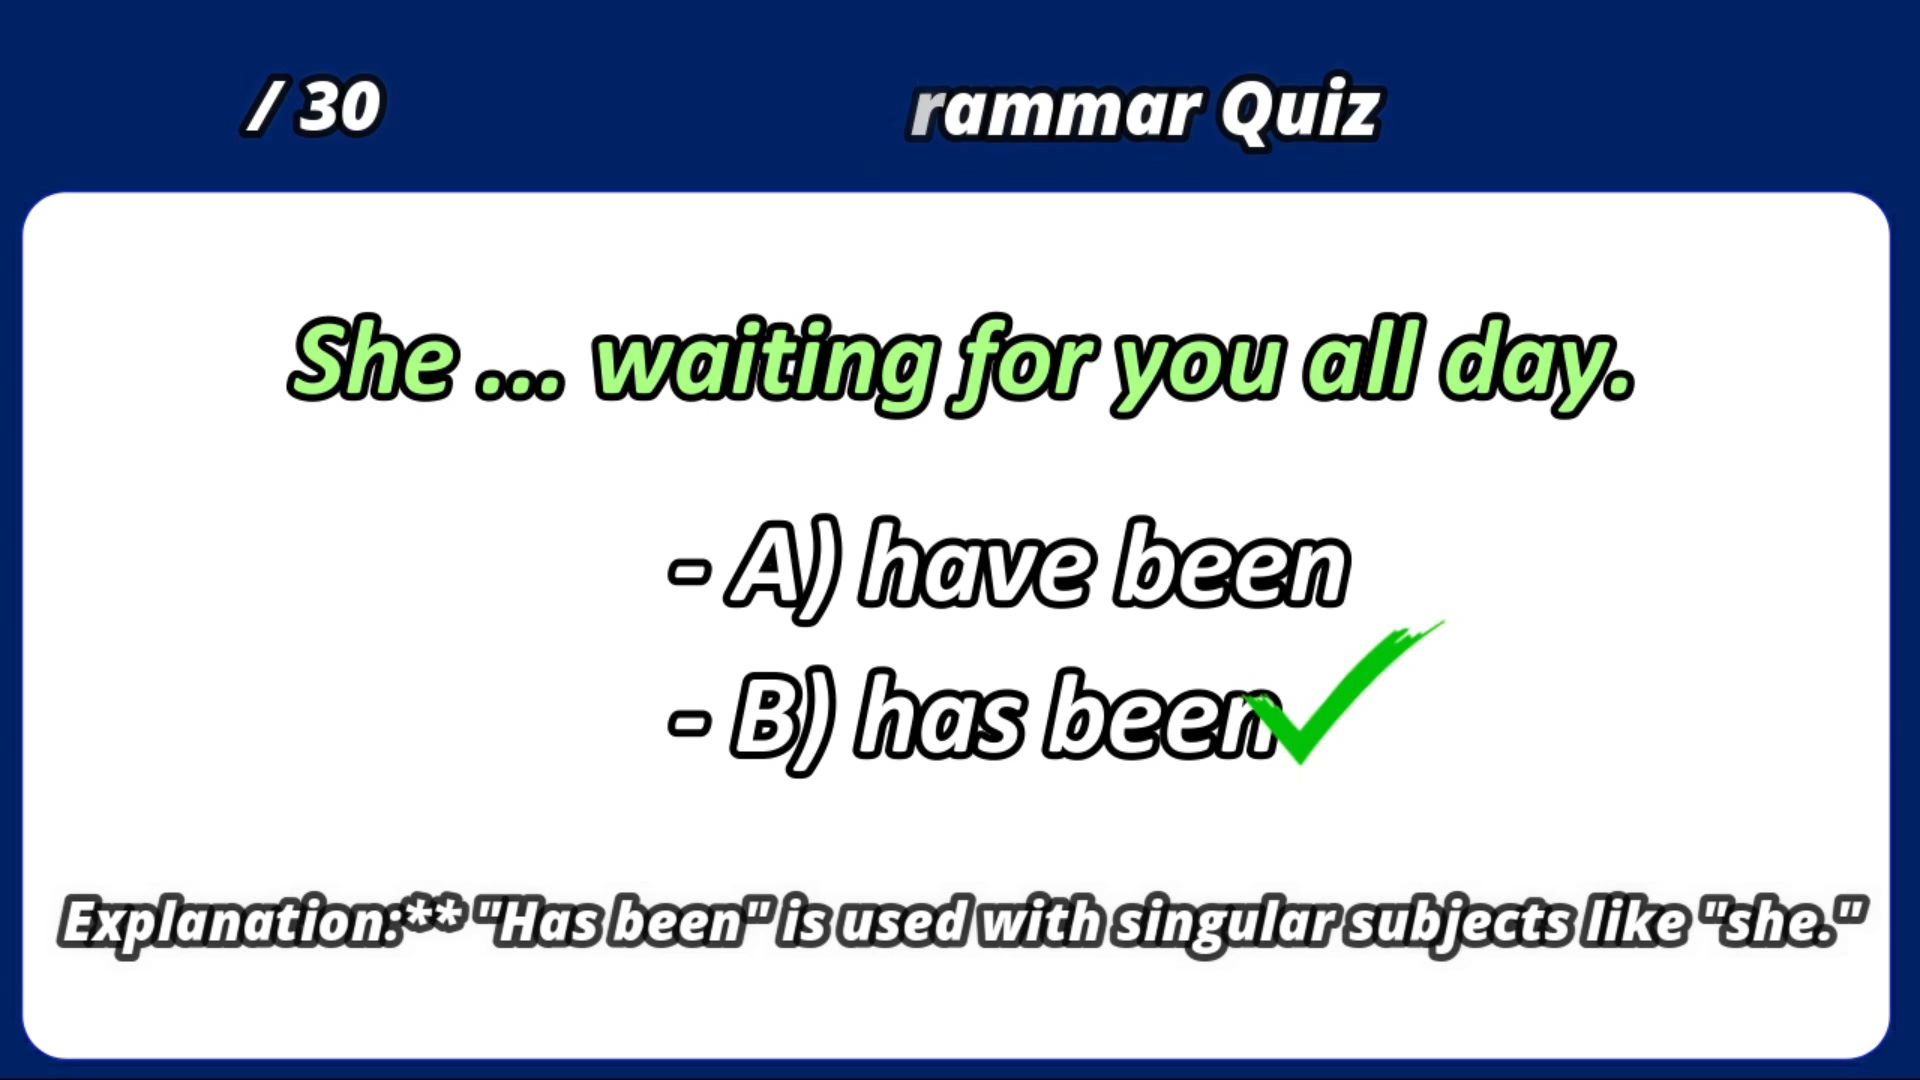 / 30
rammar Quiz
She ... waiting for you all day.
- A) have been
- B) has been
Explanation:** "Has been" is used with singular subjects like "she."